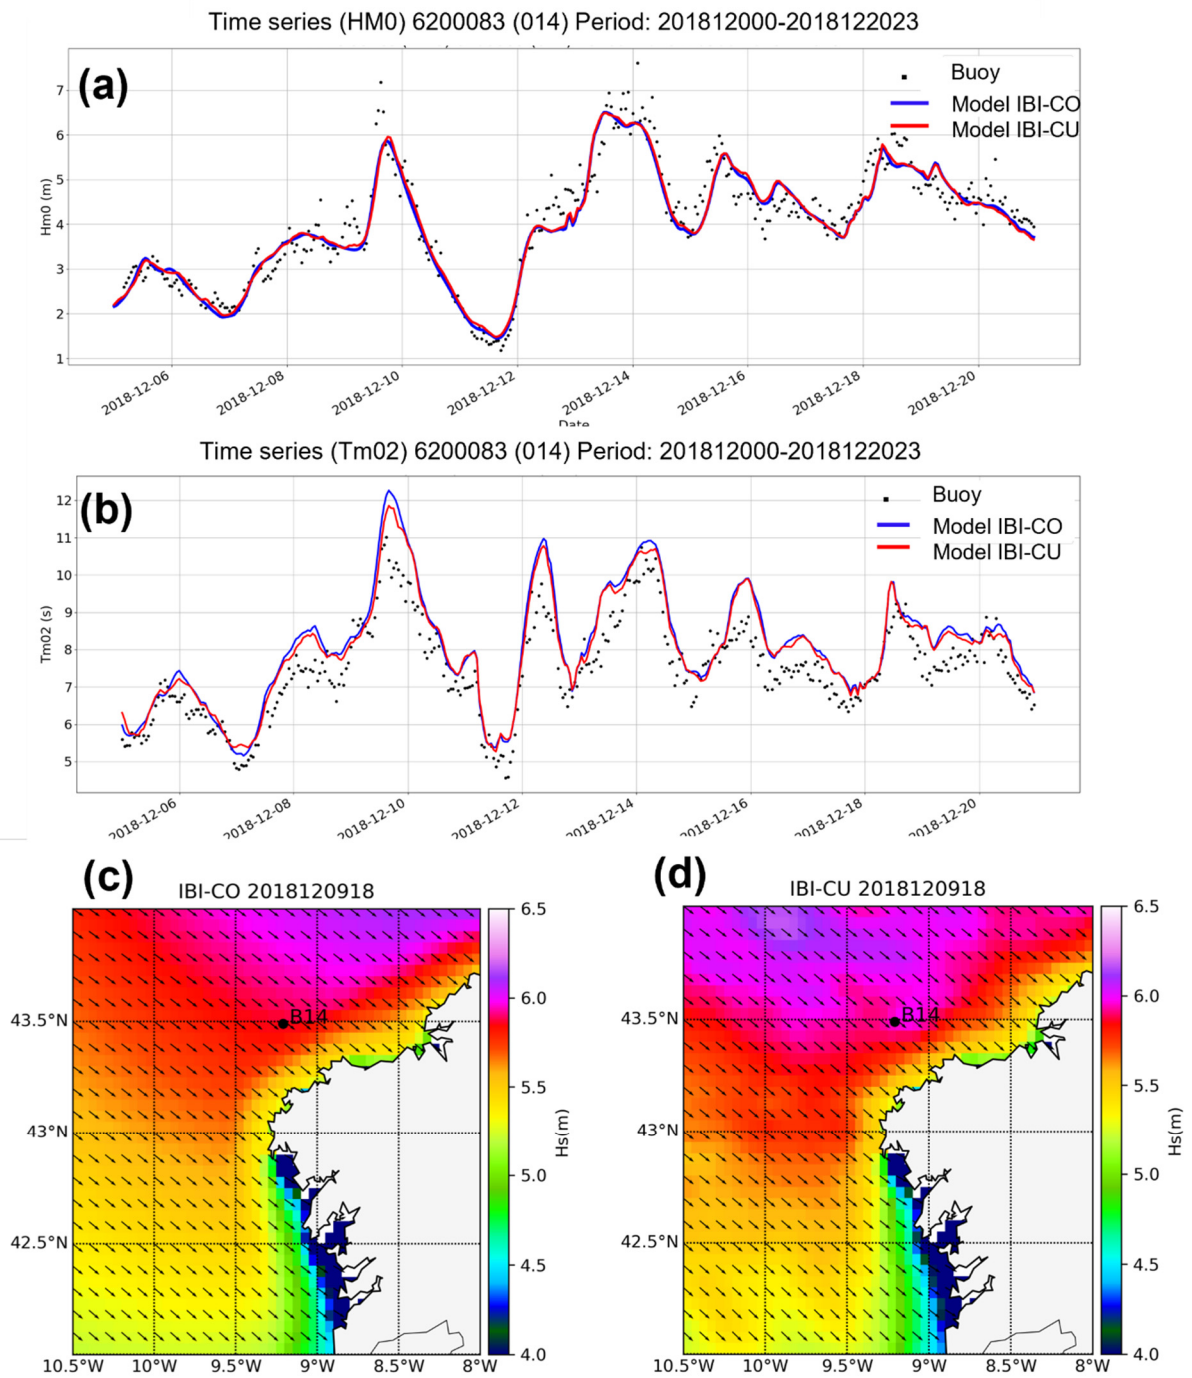 Time series (HM0) 6200083 (014) Period: 201812000-2018122023
(a)
Buoy
Model IBI-CO
Model IBI-CU
Hm0 (m)
7
6
5
4
3
2
1
2018-12-06
2018-12-08
2018-12-10
2018-12-12
2018-12-14
2018-12-16
2018-12-18
2018-12-20
Date
Time series (Tm02) 6200083 (014) Period: 201812000-2018122023
(b)
Buoy
Model IBI-CO
Model IBI-CU
Tm02 (s)
12
11
10
9
8
7
6
5
2018-12-06
2018-12-08
2018-12-10
2018-12-12
2018-12-14
2018-12-16
2018-12-18
2018-12-20
(c)
IBI-CO 2018120918
B14
43.5°N
43°N
42.5°N
10.5°W
10°W
9.5°W
9°W
8.5°W
8°W
6.5
6.0
5.5
5.0
4.5
4.0
Hs(m)
(d)
IBI-CU 2018120918
B14
43.5°N
43°N
42.5°N
10.5°W
10°W
9.5°W
9°W
8.5°W
8°W
6.5
6.0
5.5
5.0
4.5
4.0
Hs(m)